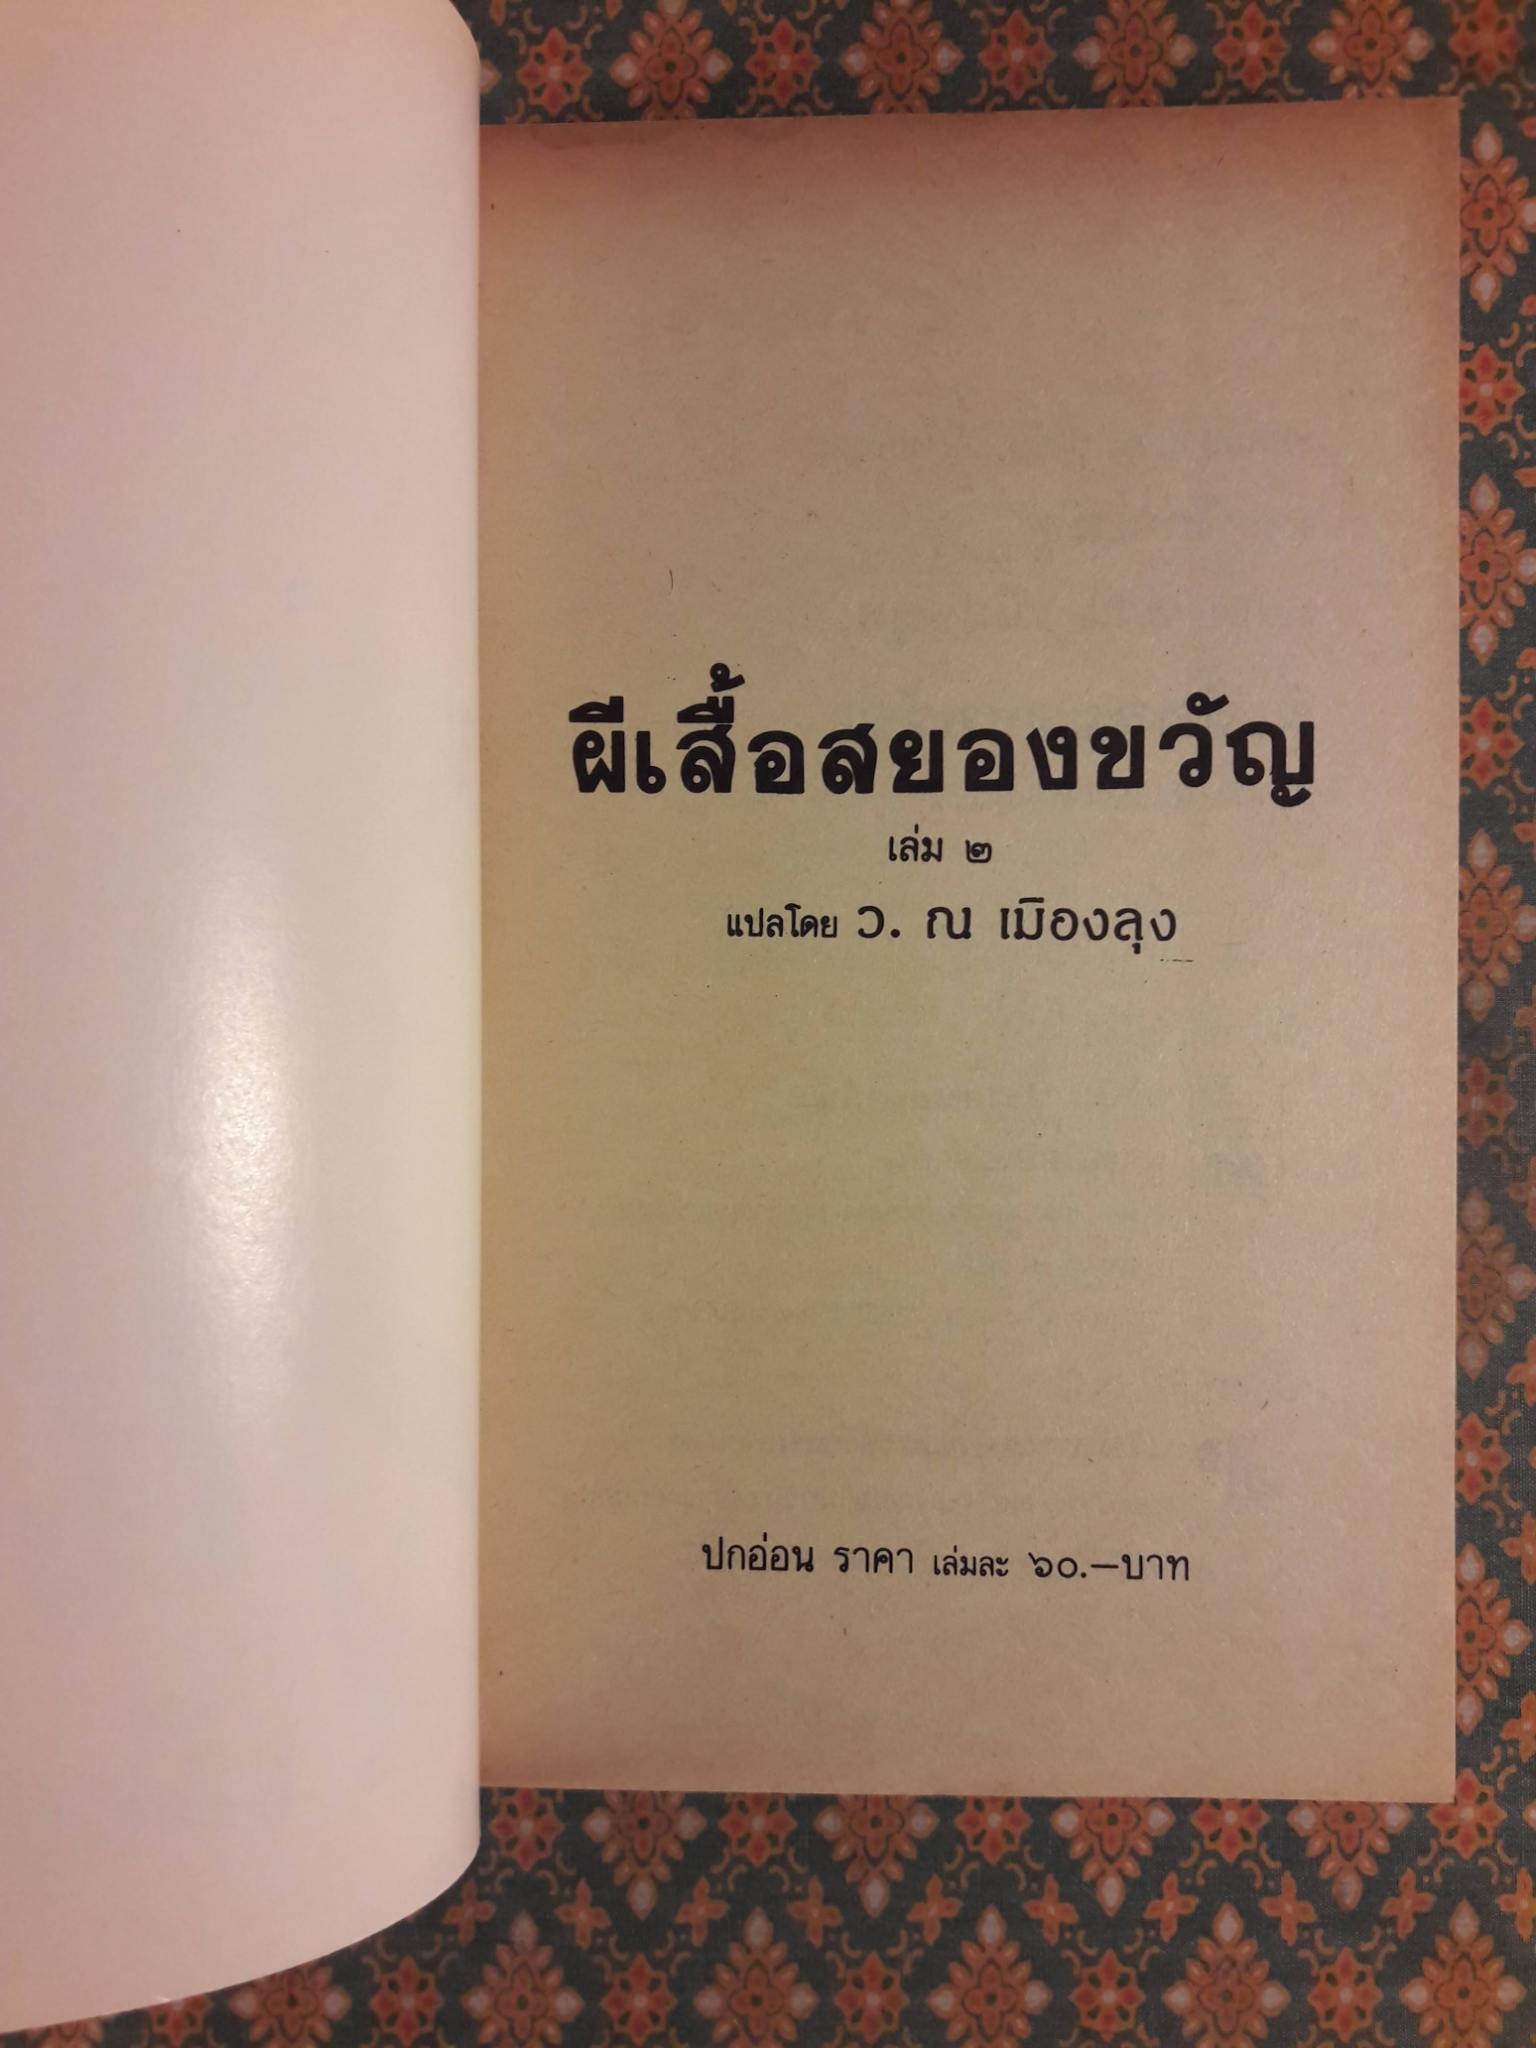 ผีเสื้อสยองขวัญ
เล่ม ๒
แปลโดย ว. ณ เมืองลุง
ปกอ่อน ราคา เล่มละ ๖๐.—บาท